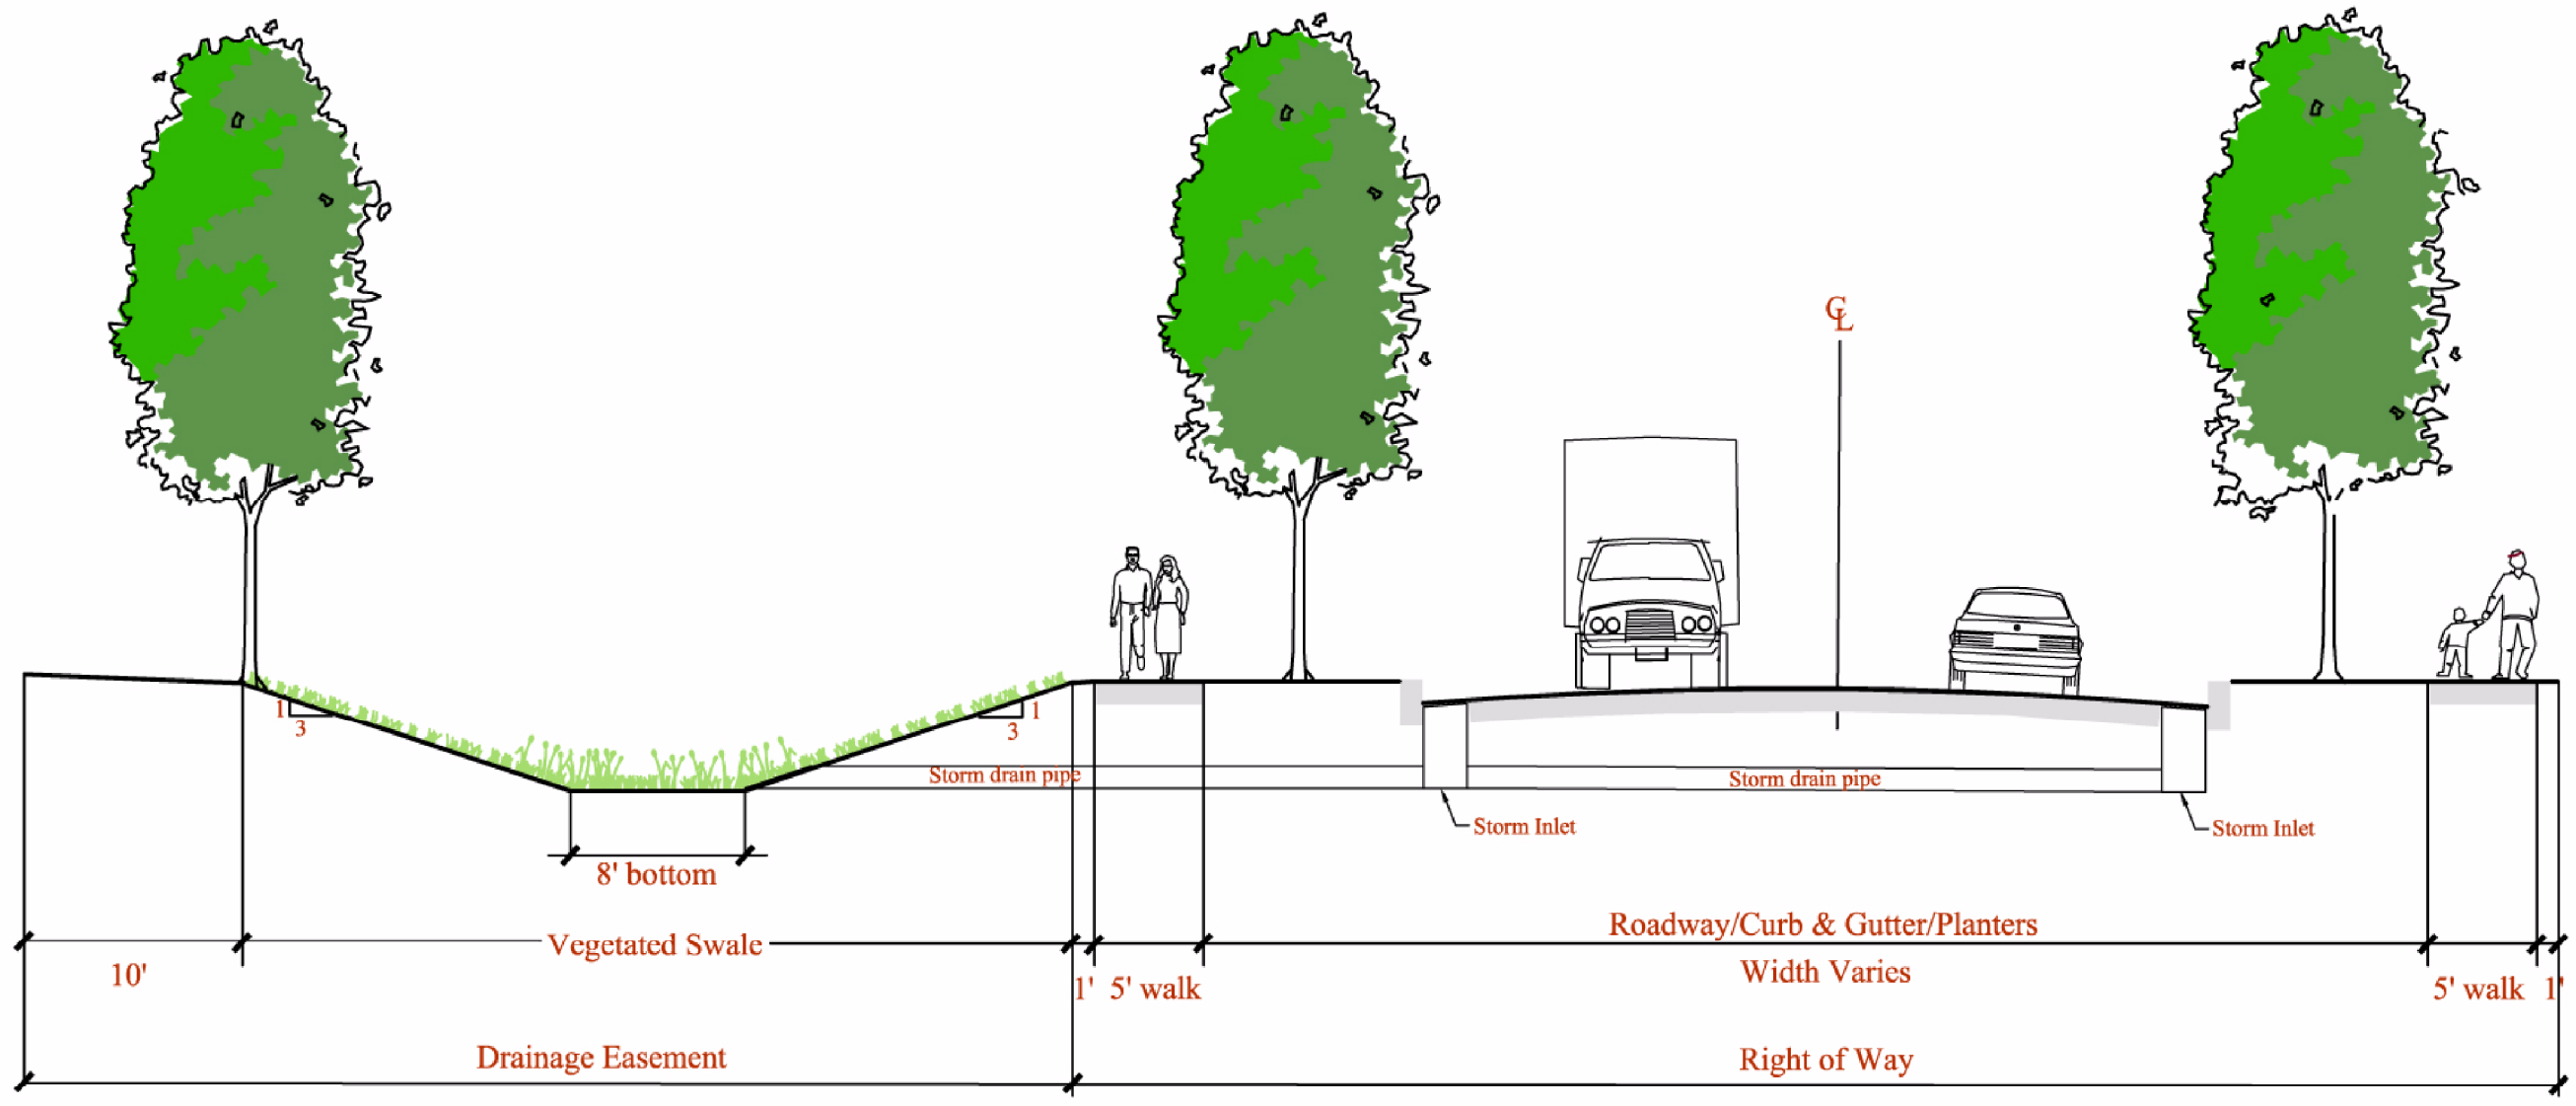 CL
1
3
1
3
Storm drain pipe
Storm drain pipe
Storm Inlet
Storm Inlet
8' bottom
Roadway/Curb & Gutter/Planters
Vegetated Swale
10'
1'
5' walk
Width Varies
5' walk
1'
Drainage Easement
Right of Way